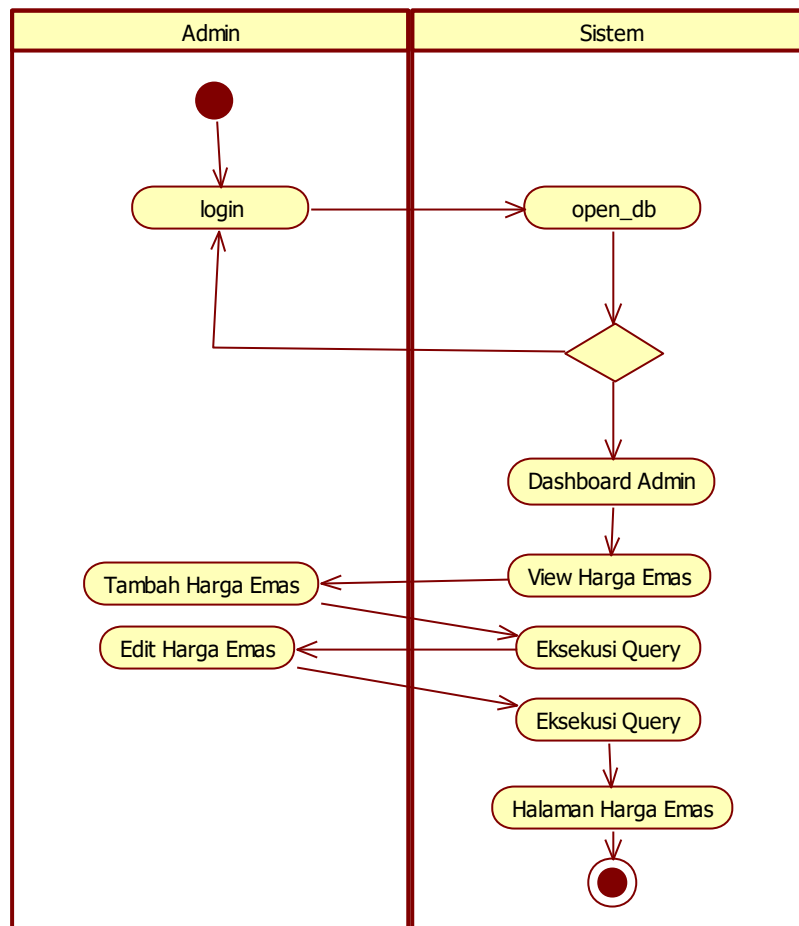 Admin
Sistem
login
open_db
Dashboard Admin
View Harga Emas
Tambah Harga Emas
Eksekusi Query
Edit Harga Emas
Eksekusi Query
Halaman Harga Emas